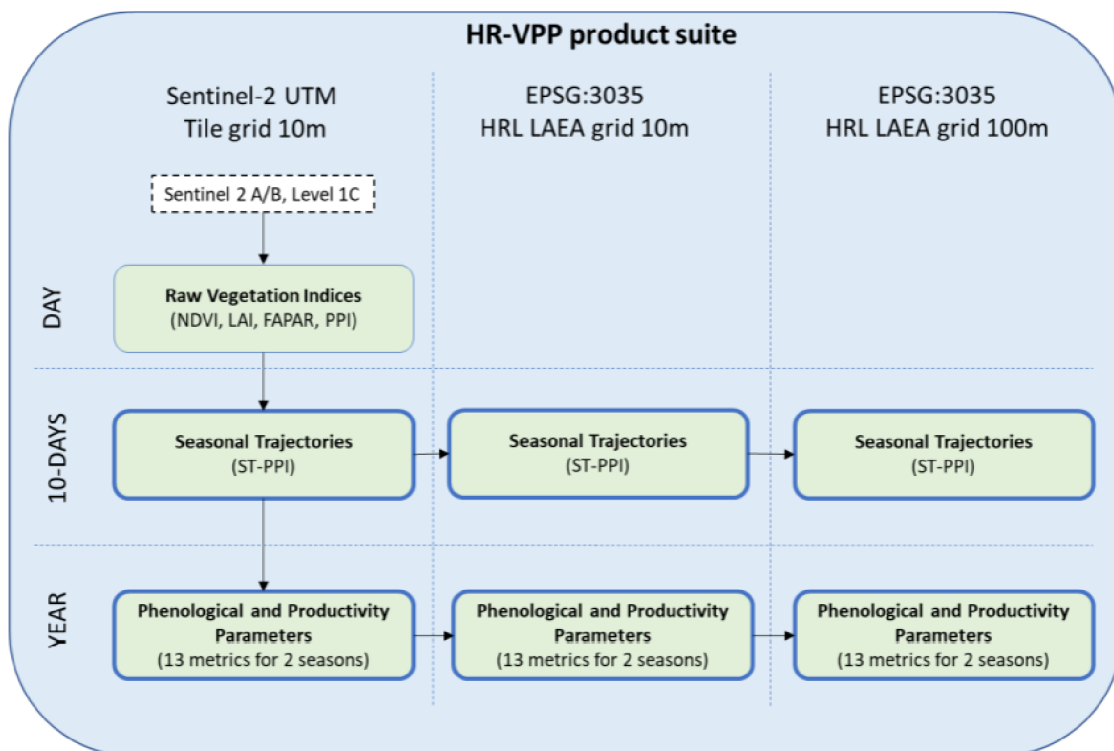 HR-VPP product suite
Sentinel-2 UTM
Tile grid 10m
EPSG:3035
HRL LAEA grid 10m
EPSG:3035
HRL LAEA grid 100m
Sentinel 2 A/B, Level 1C
DAY
Raw Vegetation Indices
(NDVI, LAI, FAPAR, PPI)
10-DAYS
Seasonal Trajectories
(ST-PPI)
Seasonal Trajectories
(ST-PPI)
Seasonal Trajectories
(ST-PPI)
YEAR
Phenological and Productivity
Parameters
(13 metrics for 2 seasons)
Phenological and Productivity
Parameters
(13 metrics for 2 seasons)
Phenological and Productivity
Parameters
(13 metrics for 2 seasons)